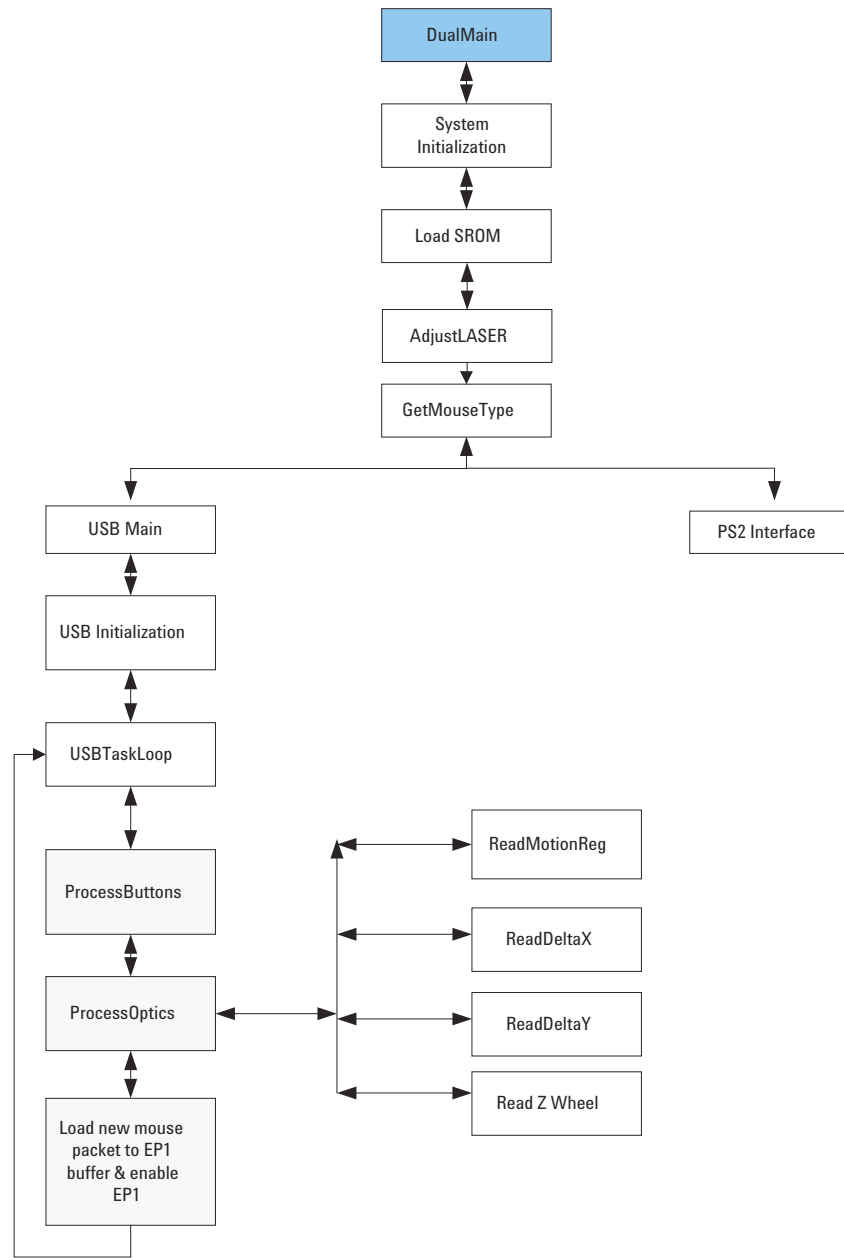 DualMain
System
Initialization
Load SROM
AdjustLASER
GetMouseType
USB Main
PS2 Interface
USB Initialization
USBTaskLoop
ReadMotionReg
ProcessButtons
ReadDeltaX
ProcessOptics
ReadDeltaY
Read Z Wheel
Load new mouse
packet to EP1
buffer & enable
EP1